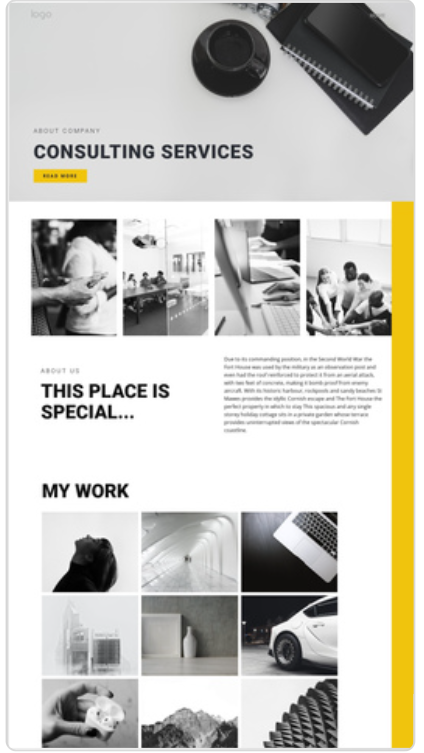 logo
ABOUT COMPANY
CONSULTING SERVICES
READ MORE
ABOUT US
THIS PLACE IS
SPECIAL...
Due to its commanding position, in the Second World War the
Fort House was used by the military as an observation post and
even had the roof reinforced to protect it from an aerial attack,
with two feet of concrete, making it bomb proof from enemy
aircraft. With its historic harbour, rockpools and sandy beaches St
Mawes provides the idyllic Cornish escape and The Fort House the
perfect property in which to stay This spacious and airy single
storey holiday cottage sits in a private garden whose terrace
provides uninterrupted views of the spectacular Cornish
coastline.
MY WORK